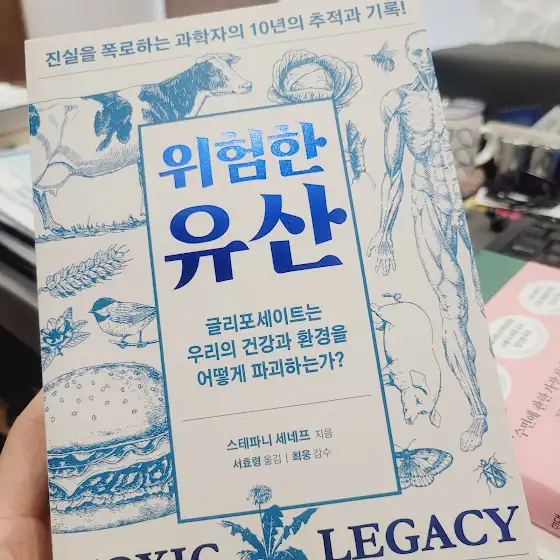 진실을 폭로하는 과학자의 10년의 추적과 기록!
위험한
유산
글리포세이트는
우리의 건강과 환경을
어떻게 파괴하는가?
스테파니 세네프 지음
서효령 옮김 | 최웅 감수
LEGACY